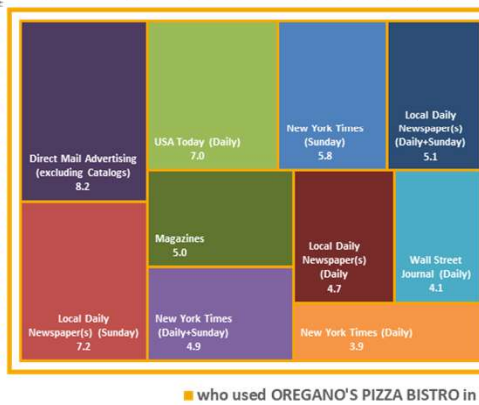 Direct Mail Advertising
(excluding Catalogs)
8.2
USA Today (Daily)
7.0
New York Times
(Sunday)
5.8
Local Daily
Newspaper(s)
(Daily+Sunday)
5.1
Magazines
5.0
Local Daily
Newspaper(s)
(Daily
4.7
Wall Street
Journal (Daily)
4.1
Local Daily
Newspaper(s) (Sunday)
7.2
New York Times
(Daily+Sunday)
4.9
New York Times (Daily)
3.9
who used OREGANO'S PIZZA BISTRO in